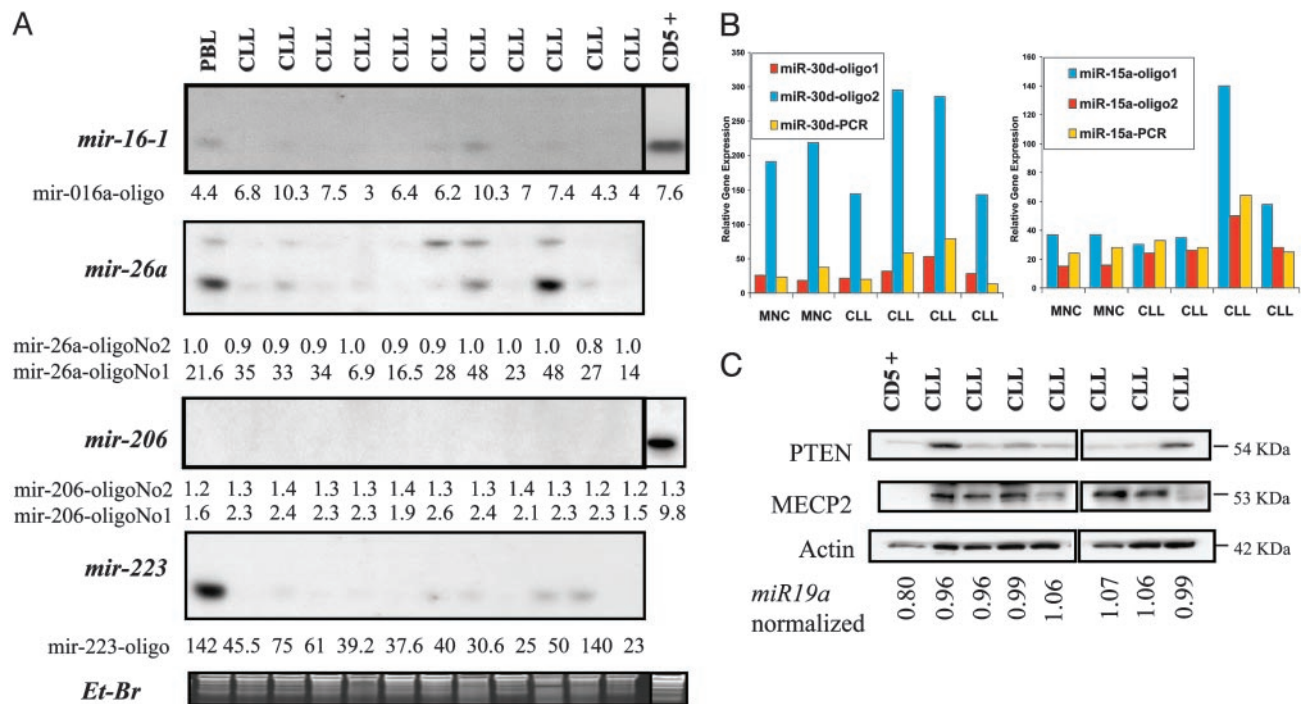 A
PBL CLL CLL CLL CLL CLL CLL CLL CLL CLL CLL CLL CD5 +
mir-16-1
mir-016a-oligo 4.4 6.8 10.3 7.5 3 6.4 6.2 10.3 7 7.4 4.3 4 7.6
mir-26a
mir-26a-oligoNo2 1.0 0.9 0.9 0.9 1.0 0.9 0.9 1.0 1.0 1.0 0.8 1.0
mir-26a-oligoNo1 21.6 35 33 34 6.9 16.5 28 48 23 48 27 14
mir-206
mir-206-oligoNo2 1.2 1.3 1.4 1.3 1.3 1.4 1.3 1.3 1.4 1.3 1.2 1.2 1.3
mir-206-oligoNo1 1.6 2.3 2.4 2.3 2.3 1.9 2.6 2.4 2.1 2.3 2.3 1.5 9.8
mir-223
mir-223-oligo 142 45.5 75 61 39.2 37.6 40 30.6 25 50 140 23
Et-Br
B
Relative Gene Expression
350
300
250
200
150
100
50
0
miR-30d-oligo1
miR-30d-oligo2
miR-30d-PCR
MNC MNC CLL CLL CLL CLL
Relative Gene Expression
160
140
120
100
80
60
40
20
0
miR-15a-oligo1
miR-15a-oligo2
miR-15a-PCR
MNC MNC CLL CLL CLL CLL
C
CD5 + CLL CLL CLL CLL CLL CLL CLL
PTEN 54 KDa
MECP2 53 KDa
Actin 42 KDa
miR19a
normalized
0.80 0.96 0.96 0.99 1.06 1.07 1.06 0.99